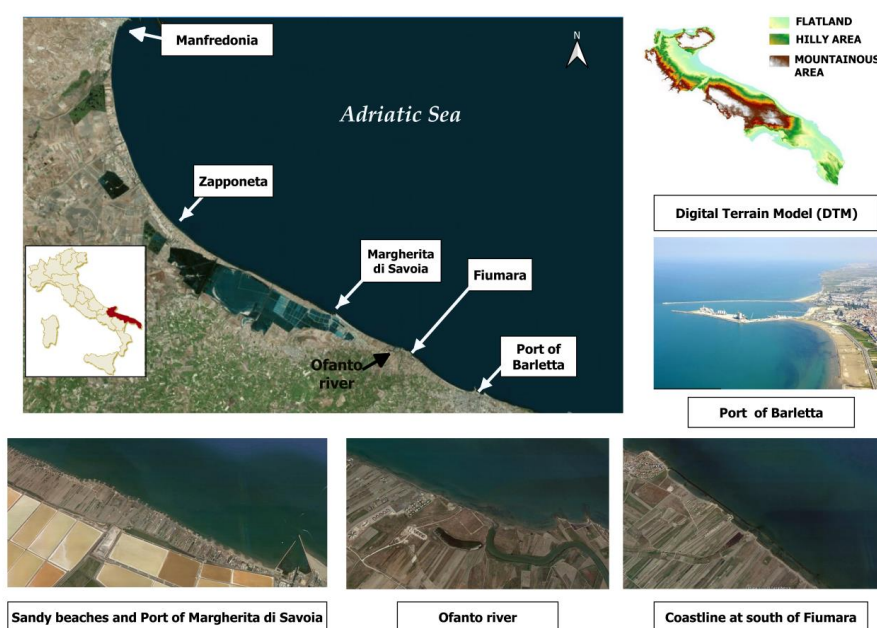 Manfredonia
N
FLATLAND
HILLY AREA
MOUNTAINOUS
AREA
Adriatic Sea
Zapponeta
Digital Terrain Model (DTM)
Margherita
di Savoia
Fiumara
Ofanto
river
Port of
Barletta
Port of Barletta
Sandy beaches and Port of Margherita di Savoia
Ofanto river
Coastline at south of Fiumara